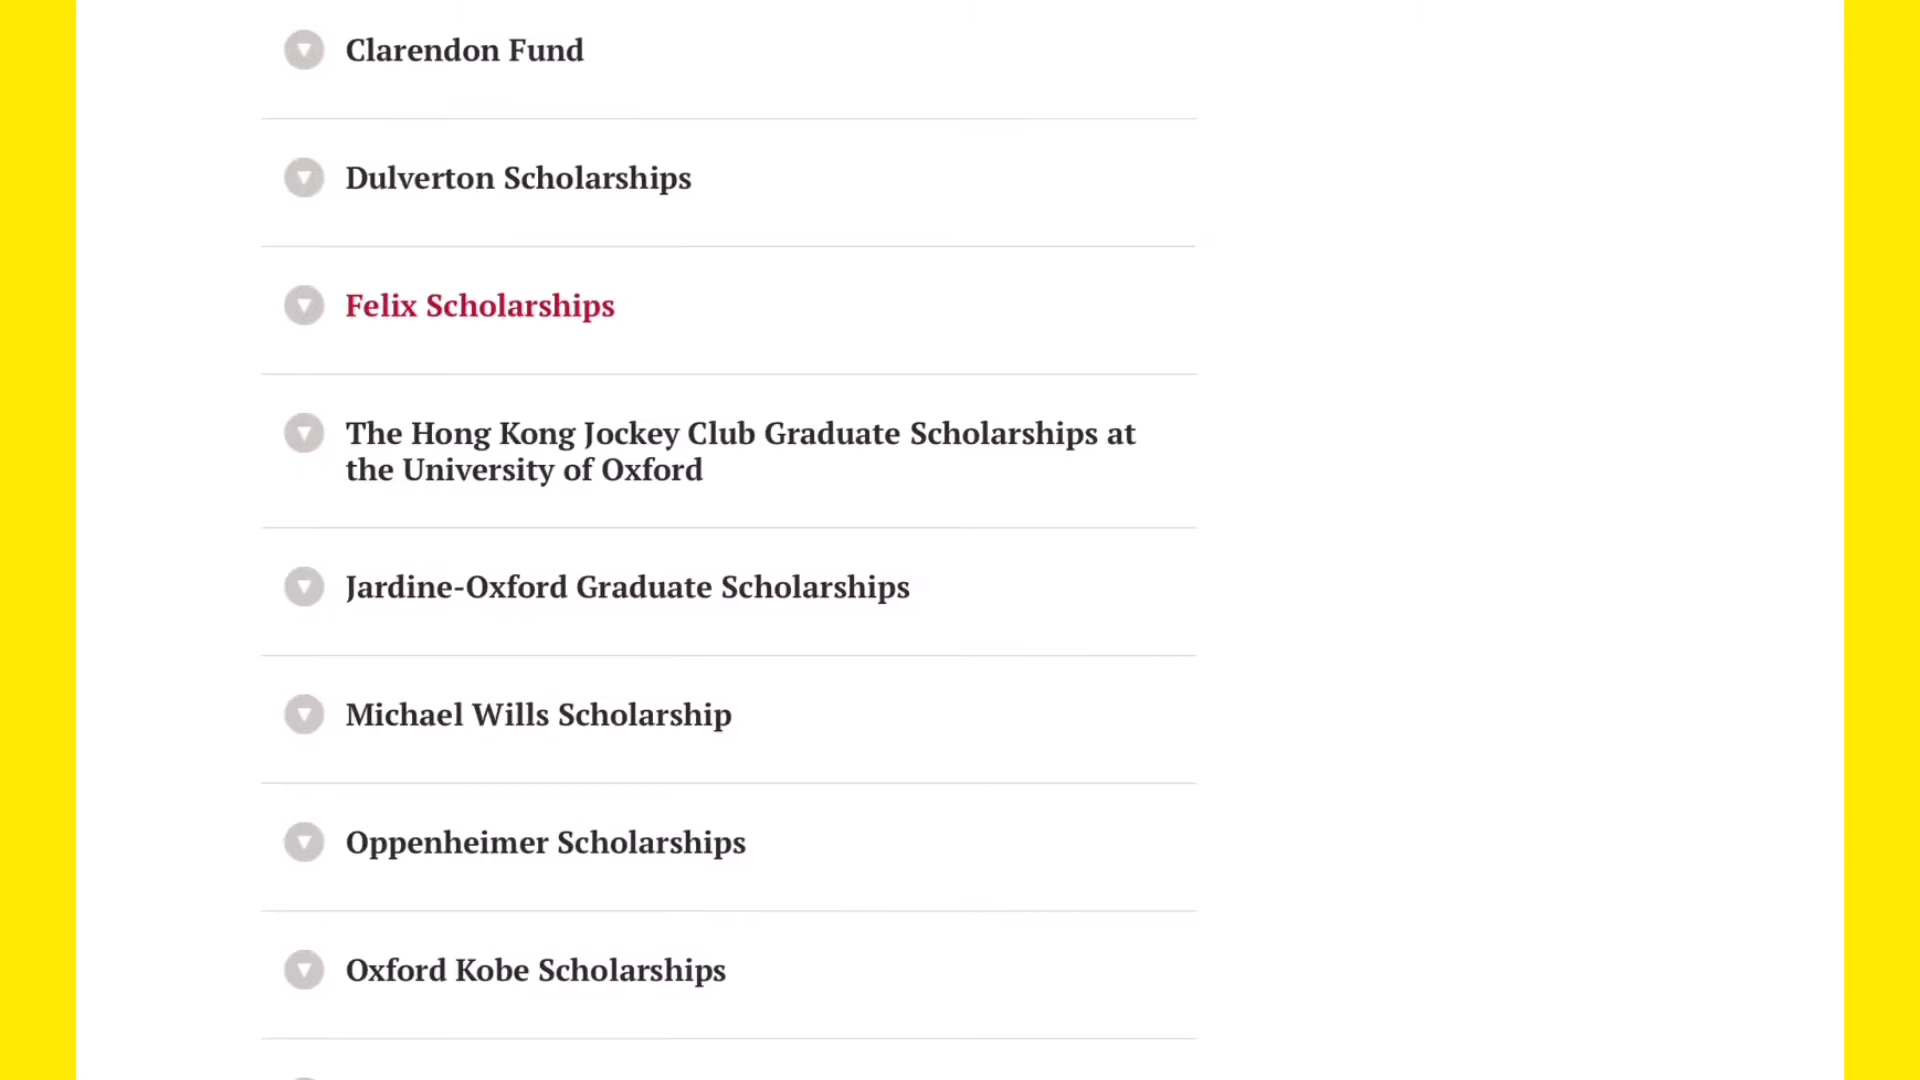 Clarendon Fund
Dulverton Scholarships
Felix Scholarships
The Hong Kong Jockey Club Graduate Scholarships at
the University of Oxford
Jardine-Oxford Graduate Scholarships
Michael Wills Scholarship
Oppenheimer Scholarships
Oxford Kobe Scholarships